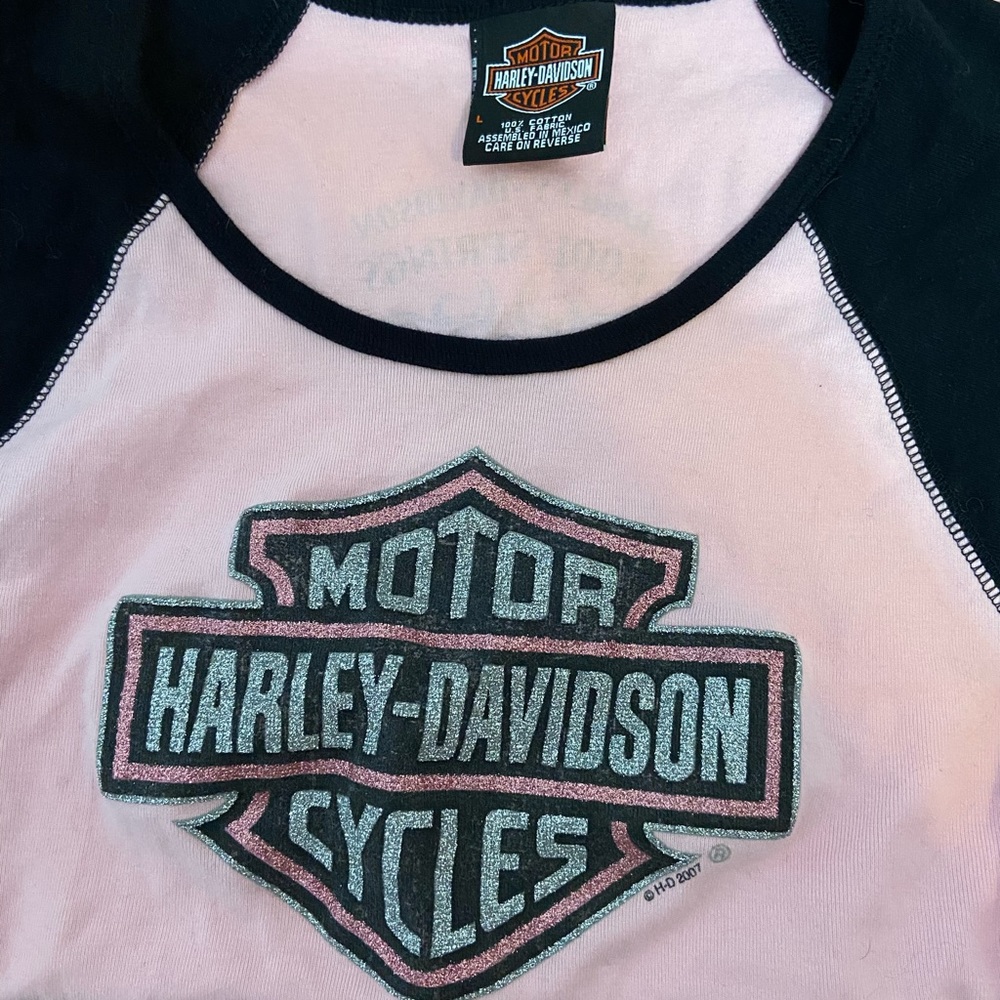 MOTOR
HARLEY-DAVIDSON
CYCLES ®
L
100% COTTON
U.S. FABRIC
ASSEMBLED IN MEXICO
CARE ON REVERSE
MOTOR
HARLEY-DAVIDSON
CYCLES
®
© H-D 2007